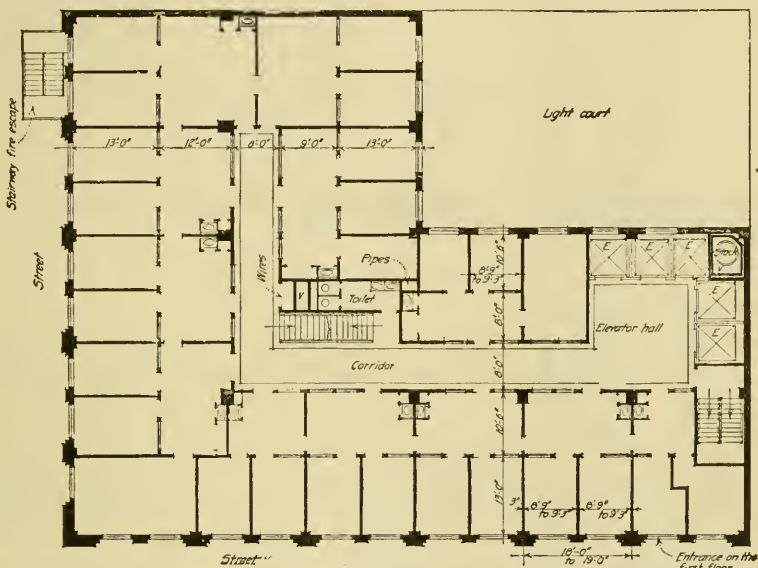 Light court
Stairway fire escape
13'-0"
12'-0"
8'-0"
9'-0"
13'-0"
Street
Wires
Pipes
V
Toilet
10'-6"
8'-9"
to 9'-3"
8'-0"
E
E
E
Stack
E
E
Elevator hall
Corridor
8'-0"
10'-6"
13'-0"
3"
8'-9"
to 9'-3"
8'-9"
to 9'-3"
18'-0"
to 19'-0"
Street
Entrance on the
first floor